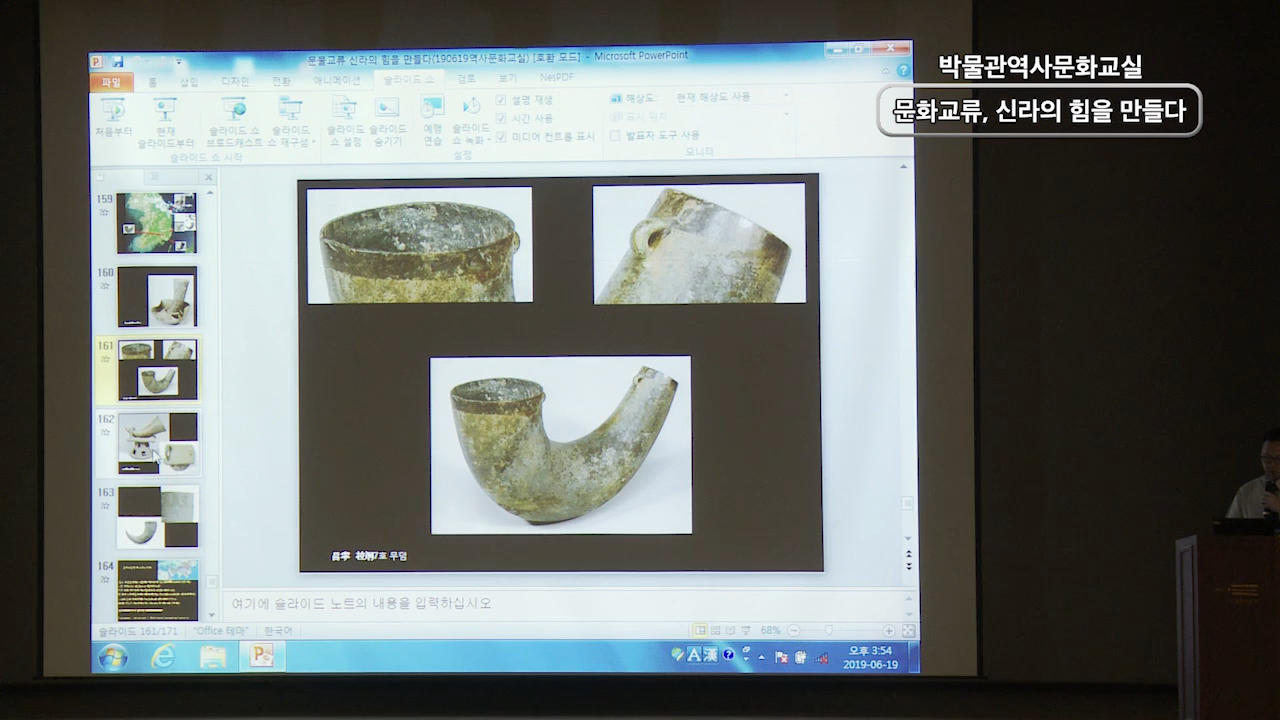 박물관역사문화교실
문화교류, 신라의 힘을 만들다
문물교류 신라의 힘을 만들다(190619역사문화교실) [호환 모드] - Microsoft PowerPoint
파일 홈 삽입 디자인 전환 애니메이션 슬라이드 쇼 검토 보기 NesPDF
처음부터
현재
슬라이드부터
슬라이드 쇼
브로드캐스트
슬라이드
쇼 재구성
슬라이드
쇼 설정
슬라이드
숨기기
예행
연습
슬라이드
쇼 녹화
설명 재생
시간 사용
미디어 컨트롤 표시
해상도: 현재 해상도 사용
표시 위치
발표자 도구 사용
슬라이드 쇼 시작
설정
모니터
159
160
161
162
163
164
7호 무덤
여기에 슬라이드 노트의 내용을 입력하십시오
슬라이드 161/171 "Office 테마" 한국어
68%
A 漢
오후 3:54
2019-06-19